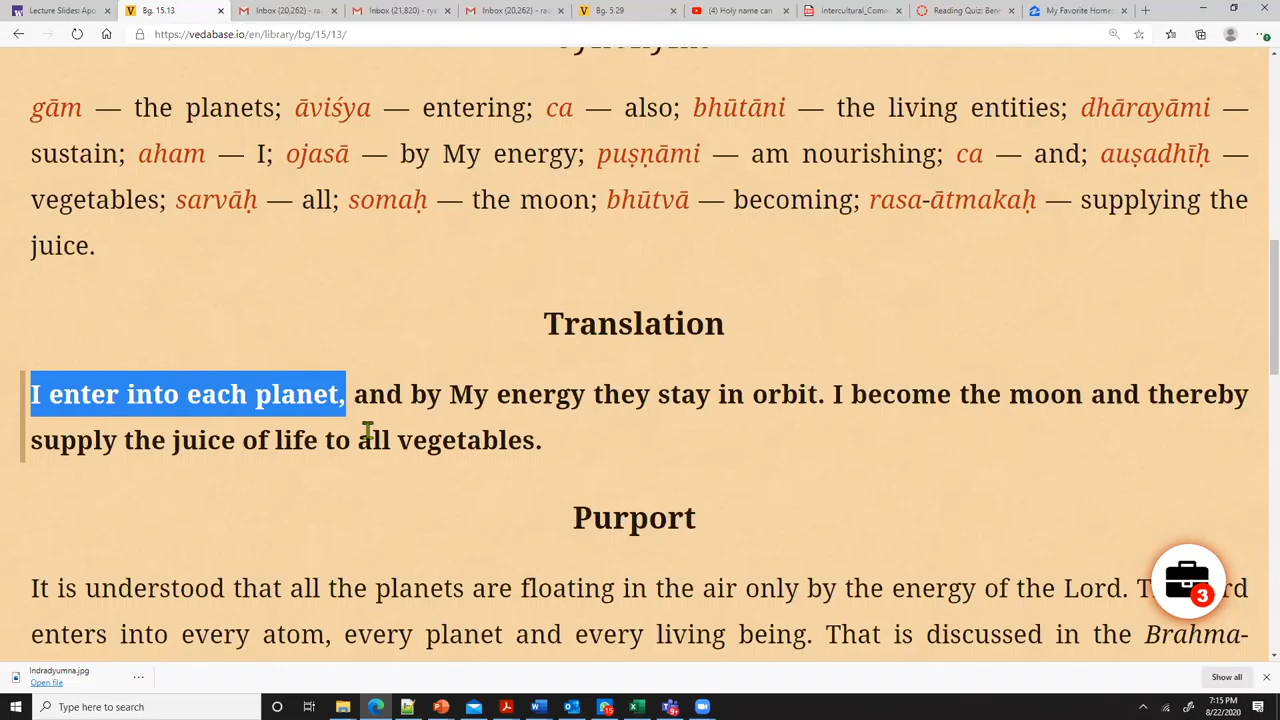 Lecture Slides: Apo
Bg. 15.13
Inbox (20,262) - ra
Inbox (21,820) - rye
Inbox (20,262) - rac
Bg. 5.29
(4) Holy name can
Intercultural_Comm
Reading Quiz: Bene
My Favorite Home
https://vedabase.io/en/library/bg/15/13/
Synonyms
gām — the planets; āviśya — entering; ca — also; bhūtāni — the living entities; dhārayāmi —
sustain; aham — I; ojasā — by My energy; puṣṇāmi — am nourishing; ca — and; auṣadhīḥ —
vegetables; sarvāḥ — all; somaḥ — the moon; bhūtvā — becoming; rasa-ātmakaḥ — supplying the
juice.
Translation
I enter into each planet, and by My energy they stay in orbit. I become the moon and thereby
supply the juice of life to all vegetables.
Purport
It is understood that all the planets are floating in the air only by the energy of the Lord. T rd
3
enters into every atom, every planet and every living being. That is discussed in the Brahma-
Indradyumna.jpg
Open file
Show all
Type here to search
7:15 PM
8/22/2020